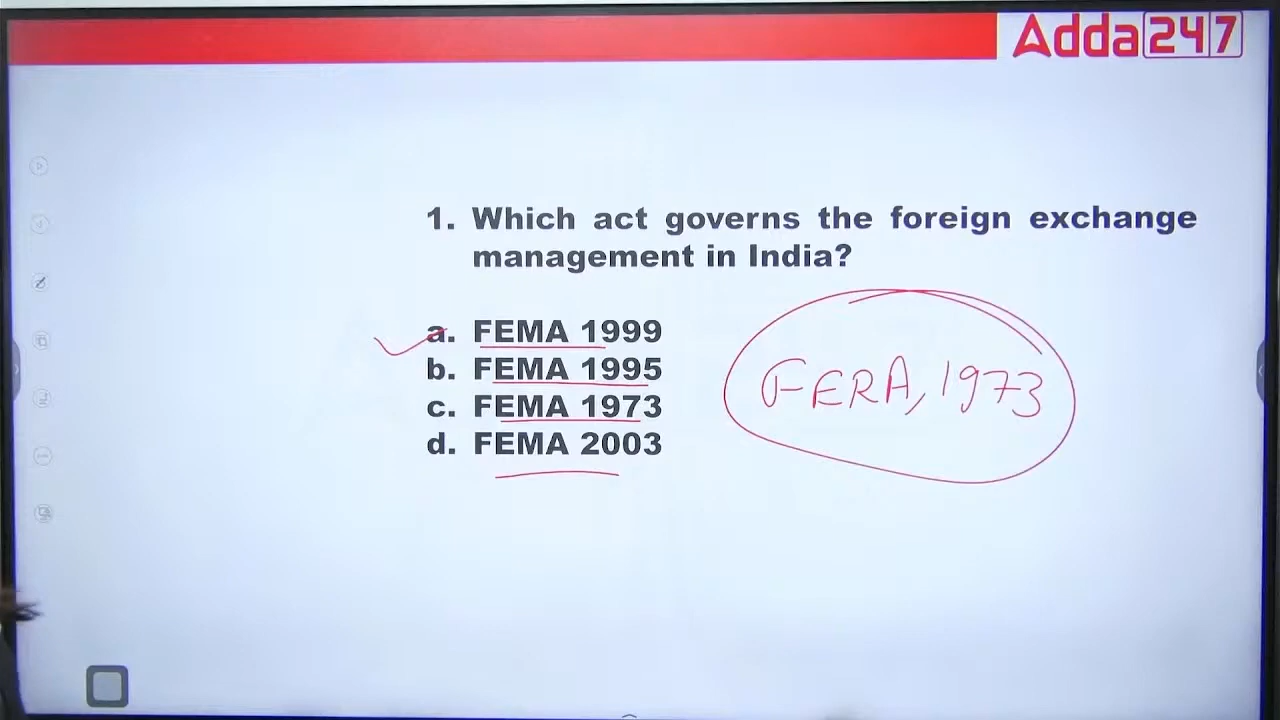 Adda247
1. Which act governs the foreign exchange
management in India?
a. FEMA 1999
b. FEMA 1995
c. FEMA 1973
d. FEMA 2003
FERA, 1973